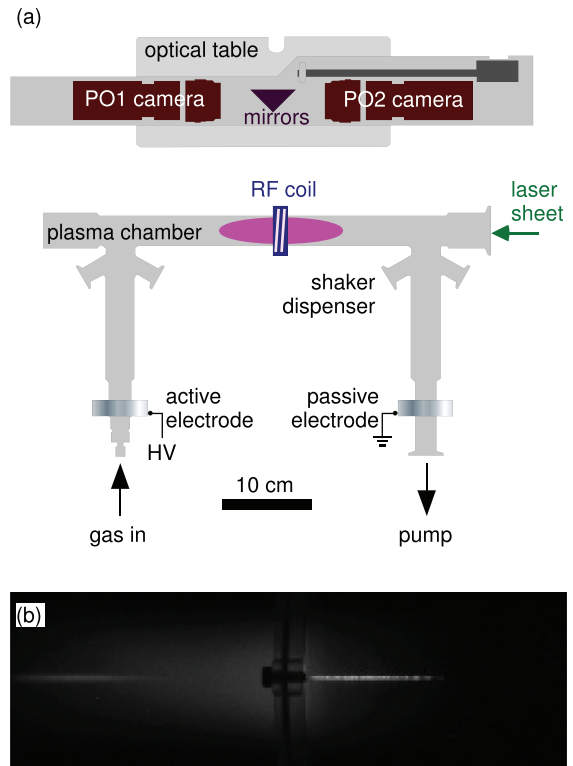 (a)
optical table
PO1 camera
PO2 camera
mirrors
RF coil
laser
sheet
plasma chamber
shaker
dispenser
active
electrode
passive
electrode
HV
10 cm
gas in
pump
(b)